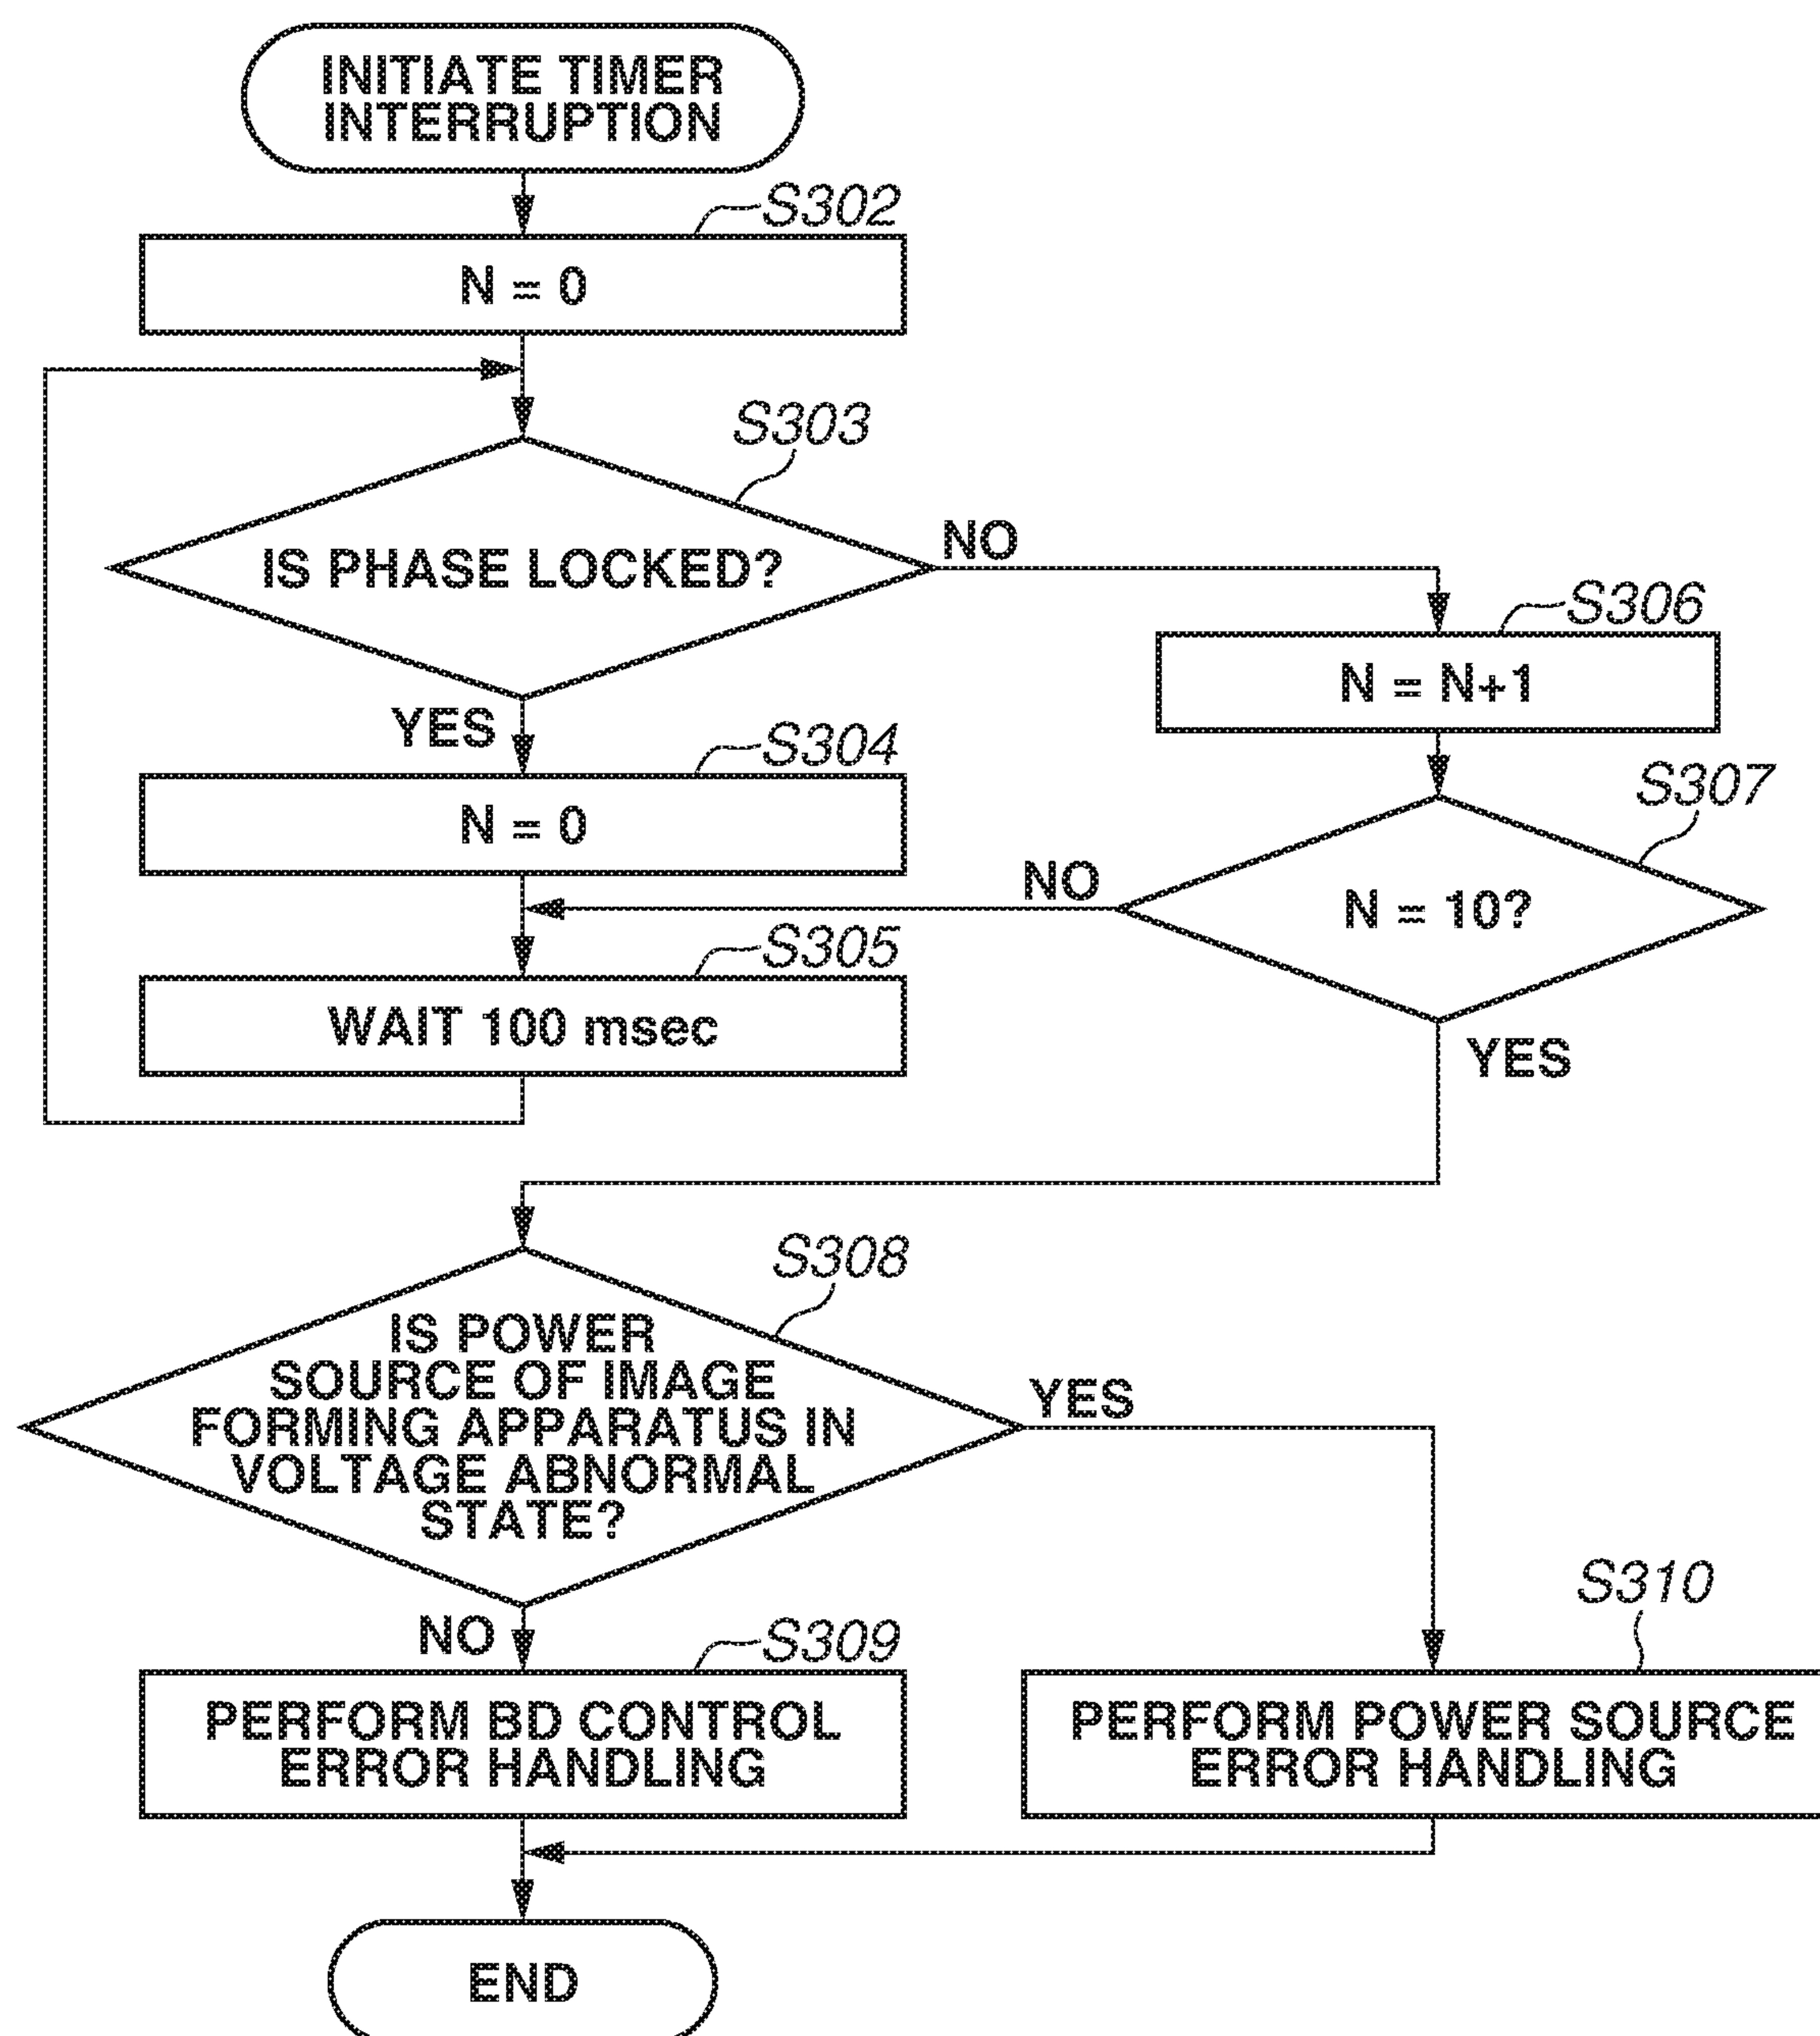 INITIATE TIMER
INTERRUPTION
S302
N = 0
S303
IS PHASE LOCKED?
NO
S306
N = N+1
YES
S304
N = 0
S307
NO
N = 10?
S305
WAIT 100 msec
YES
S308
IS POWER
SOURCE OF IMAGE
FORMING APPARATUS IN
VOLTAGE ABNORMAL
STATE?
YES
S310
NO
S309
PERFORM BD CONTROL
ERROR HANDLING
PERFORM POWER SOURCE
ERROR HANDLING
END